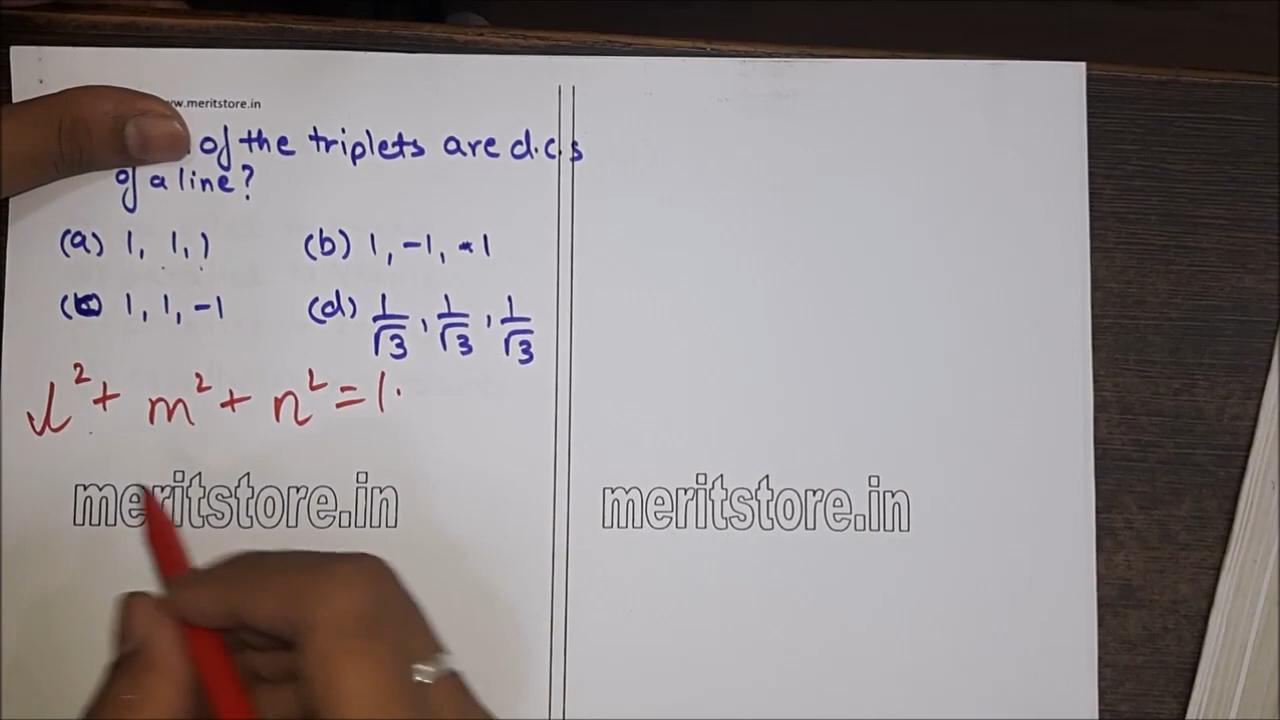 ww.meritstore.in
of the triplets are d.c.s
of a line?
(a) 1, 1, 1 (b) 1, -1, -1
(c) 1, 1, -1 (d) 1/√3, 1/√3, 1/√3
l² + m² + n² = 1.
meritstore.in meritstore.in